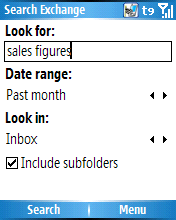 Search Exchange t9
Look for:
sales figures
Date range:
Past month
Look in:
Inbox
Include subfolders
Search Menu